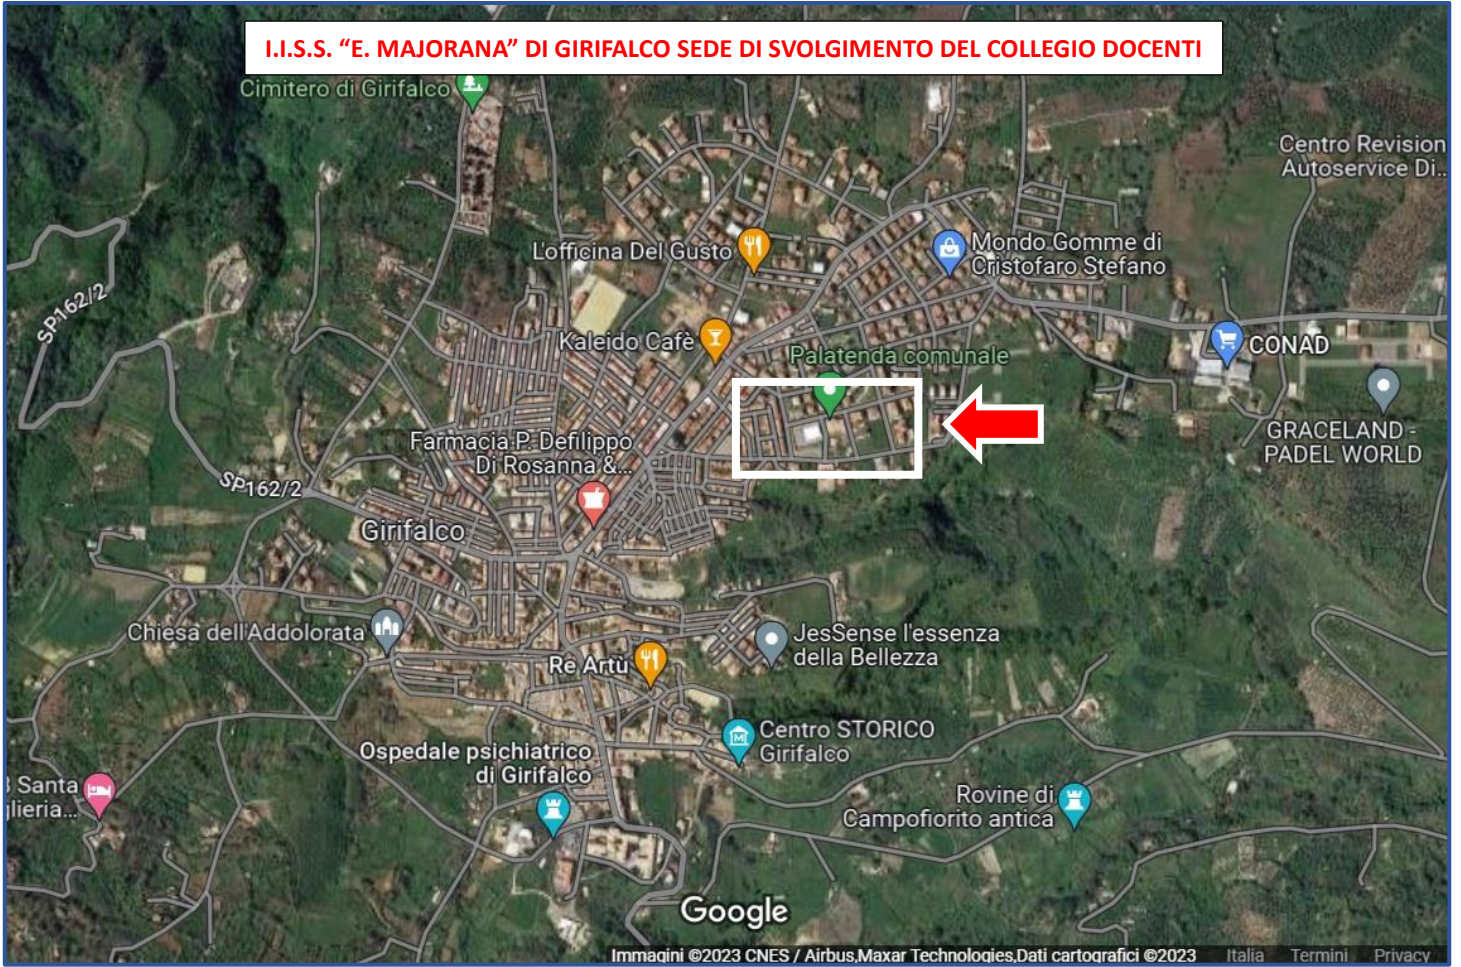 I.I.S.S. “E. MAJORANA” DI GIRIFALCO SEDE DI SVOLGIMENTO DEL COLLEGIO DOCENTI
Cimitero di Girifalco
Centro Revision
Autoservice Di...
L'officina Del Gusto
Mondo Gomme di
Cristofaro Stefano
SP162/2
Kaleido Cafè
Palatenda comunale
CONAD
Farmacia P. Defilippo
Di Rosanna &...
GRACELAND -
PADEL WORLD
SP162/2
Girifalco
Chiesa dell'Addolorata
JesSense l'essenza
della Bellezza
Re Artù
Centro STORICO
Girifalco
Ospedale psichiatrico
di Girifalco
Santa
glieria...
Rovine di
Campofiorito antica
Google
Immagini ©2023 CNES / Airbus,Maxar Technologies,Dati cartografici ©2023 Italia Termini Privacy